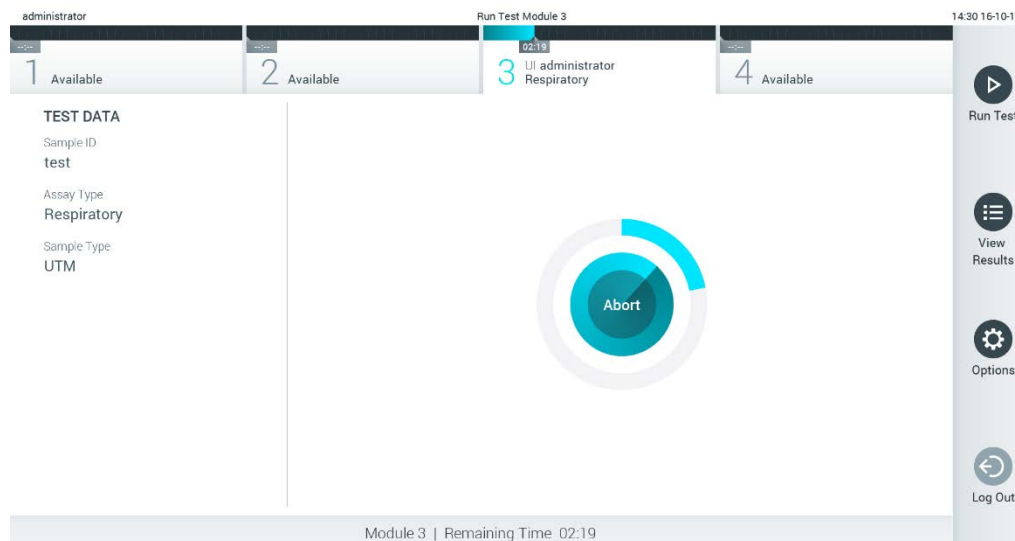 administrator
Run Test Module 3
14:30 16-10-1
--:--
1 Available
--:--
2 Available
02:19
3 UI administrator
Respiratory
--:--
4 Available
TEST DATA
Sample ID
test
Assay Type
Respiratory
Sample Type
UTM
Abort
Run Test
View
Results
Options
Log Out
Module 3 | Remaining Time 02:19